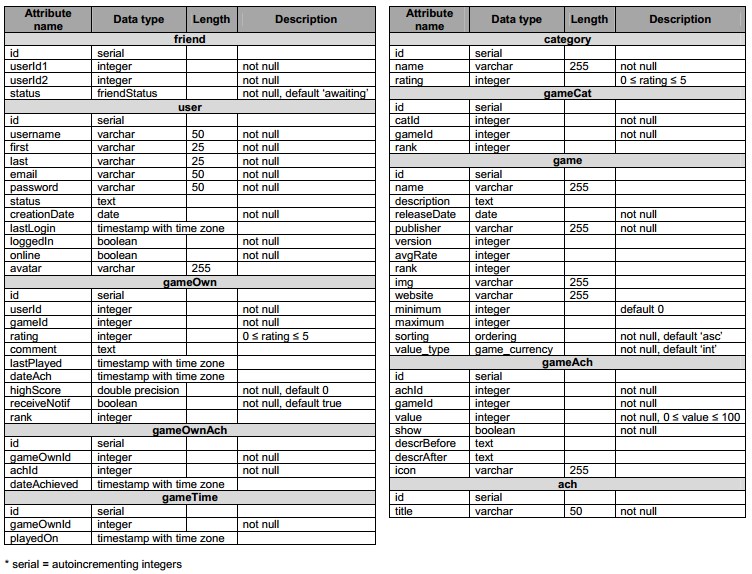 Attribute name Data type Length Description
friend
id serial
userId1 integer not null
userId2 integer not null
status friendStatus not null, default 'awaiting'
user
id serial
username varchar 50 not null
first varchar 25 not null
last varchar 25 not null
email varchar 50 not null
password varchar 50 not null
status text
creationDate date not null
lastLogin timestamp with time zone
loggedIn boolean not null
online boolean not null
avatar varchar 255
gameOwn
id serial
userId integer not null
gameId integer not null
rating integer 0 ≤ rating ≤ 5
comment text
lastPlayed timestamp with time zone
dateAch timestamp with time zone
highScore double precision not null, default 0
receiveNotif boolean not null, default true
rank integer
gameOwnAch
id serial
gameOwnId integer not null
achId integer not null
dateAchieved timestamp with time zone
gameTime
id serial
gameOwnId integer not null
playedOn timestamp with time zone
Attribute name Data type Length Description
category
id serial
name varchar 255 not null
rating integer 0 ≤ rating ≤ 5
gameCat
id serial
catId integer not null
gameId integer not null
rank integer
game
id serial
name varchar 255
description text
releaseDate date not null
publisher varchar 255 not null
version integer
avgRate integer
rank integer
img varchar 255
website varchar 255
minimum integer default 0
maximum integer
sorting ordering not null, default 'asc'
value_type game_currency not null, default 'int'
gameAch
id serial
achId integer not null
gameId integer not null
value integer not null, 0 ≤ value ≤ 100
show boolean not null
descrBefore text
descrAfter text
icon varchar 255
ach
id serial
title varchar 50 not null
* serial = autoincrementing integers